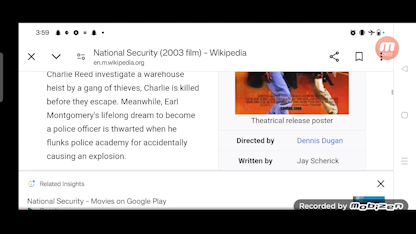 3:59
National Security (2003 film) - Wikipedia
en.m.wikipedia.org
Charlie Reed investigate a warehouse
heist by a gang of thieves, Charlie is killed
before they escape. Meanwhile, Earl
Montgomery's lifelong dream to become
a police officer is thwarted when he
flunks police academy for accidentally
causing an explosion.
Theatrical release poster
Directed by Dennis Dugan
Written by Jay Scherick
Related Insights
National Security - Movies on Google Play
Recorded by Mobizen